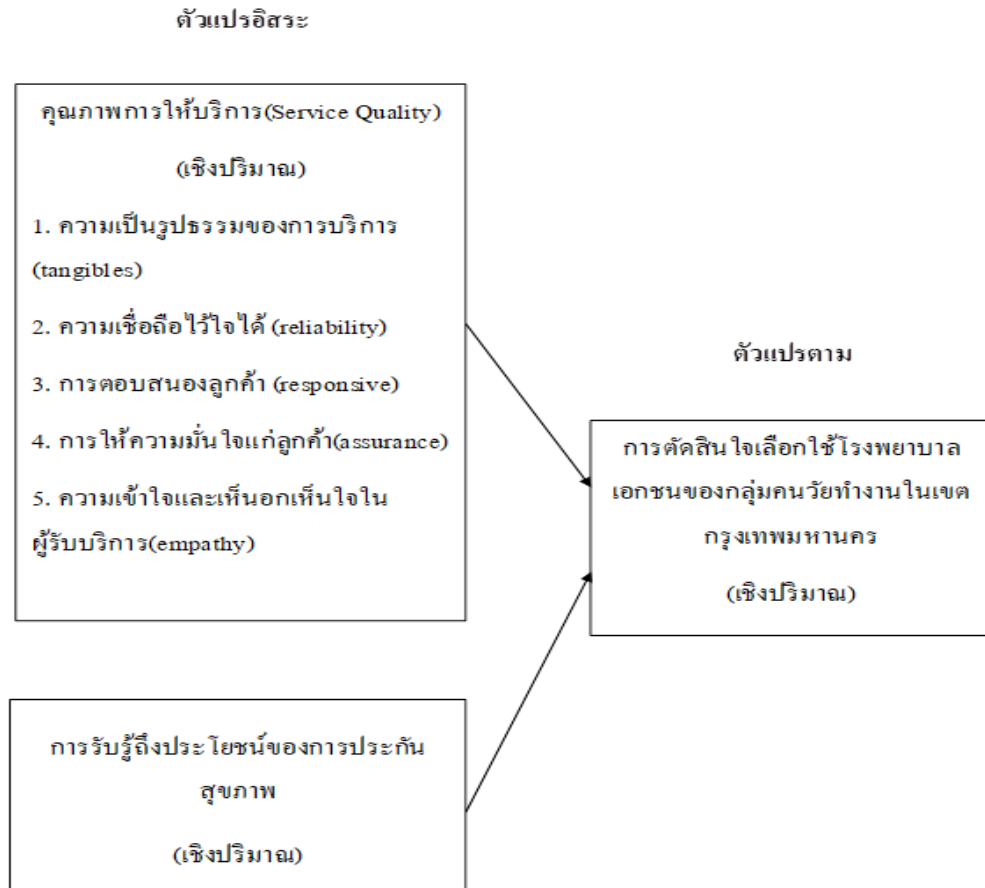 ตัวแปรอิสระ
คุณภาพการให้บริการ(Service Quality)
(เชิงปริมาณ)
1. ความเป็นรูปธรรมของการบริการ
(tangibles)
2. ความเชื่อถือไว้ใจได้ (reliability)
3. การตอบสนองลูกค้า (responsive)
4. การให้ความมั่นใจแก่ลูกค้า(assurance)
5. ความเข้าใจและเห็นอกเห็นใจใน
ผู้รับบริการ(empathy)
ตัวแปรตาม
การตัดสินใจเลือกใช้โรงพยาบาล
เอกชนของกลุ่มคนวัยทำงานในเขต
กรุงเทพมหานคร
(เชิงปริมาณ)
การรับรู้ถึงประโยชน์ของการประกัน
สุขภาพ
(เชิงปริมาณ)